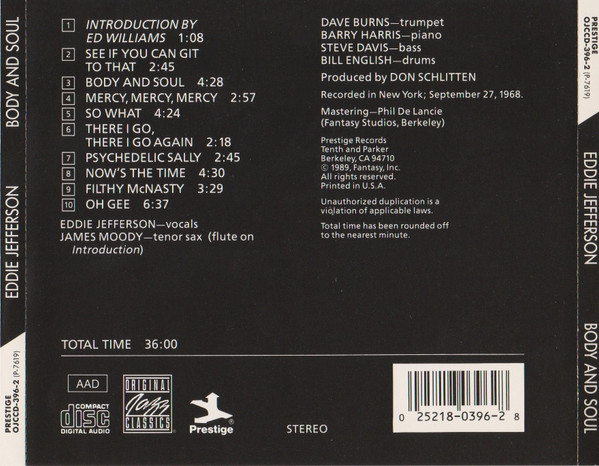 1 INTRODUCTION BY
ED WILLIAMS 1:08
2 SEE IF YOU CAN GIT
TO THAT 2:45
3 BODY AND SOUL 4:28
4 MERCY, MERCY, MERCY 2:57
5 SO WHAT 4:24
6 THERE I GO,
THERE I GO AGAIN 2:18
7 PSYCHEDELIC SALLY 2:45
8 NOW'S THE TIME 4:30
9 FILTHY McNASTY 3:29
10 OH GEE 6:37
EDDIE JEFFERSON—vocals
JAMES MOODY—tenor sax (flute on
Introduction)
DAVE BURNS—trumpet
BARRY HARRIS—piano
STEVE DAVIS—bass
BILL ENGLISH—drums
Produced by DON SCHLITTEN
Recorded in New York; September 27, 1968.
Mastering—Phil De Lancie
(Fantasy Studios, Berkeley)
Prestige Records
Tenth and Parker
Berkeley, CA 94710
© 1989, Fantasy, Inc.
All rights reserved.
Printed in U.S.A.
Unauthorized duplication is a
violation of applicable laws.
Total time has been rounded off
to the nearest minute.
TOTAL TIME 36:00
AAD
COMPACT
disc
DIGITAL AUDIO
ORIGINAL
Jazz
CLASSICS
Prestige
STEREO
0 25218-0396-2 8
PRESTIGE
OJCCD-396-2 (P-7619)
EDDIE JEFFERSON
BODY AND SOUL
PRESTIGE
OJCCD-396-2 (P-7619)
EDDIE JEFFERSON
BODY AND SOUL